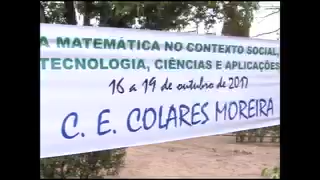 A MATEMÁTICA NO CONTEXTO SOCIAL,
TECNOLOGIA, CIÊNCIAS E APLICAÇÕES
16 a 19 de outubro de 2017
C. E. COLARES MOREIRA